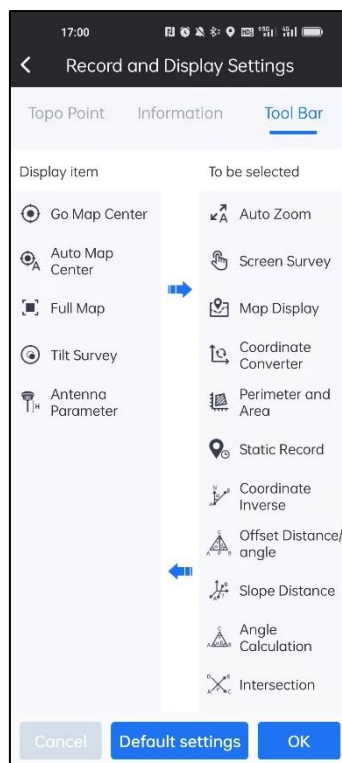 17:00
Record and Display Settings
Topo Point Information Tool Bar
Display item
Go Map Center
Auto Map
Center
Full Map
Tilt Survey
Antenna
Parameter
To be selected
Auto Zoom
Screen Survey
Map Display
Coordinate
Converter
Perimeter and
Area
Static Record
Coordinate
Inverse
Offset Distance/
angle
Slope Distance
Angle
Calculation
Intersection
Cancel Default settings OK